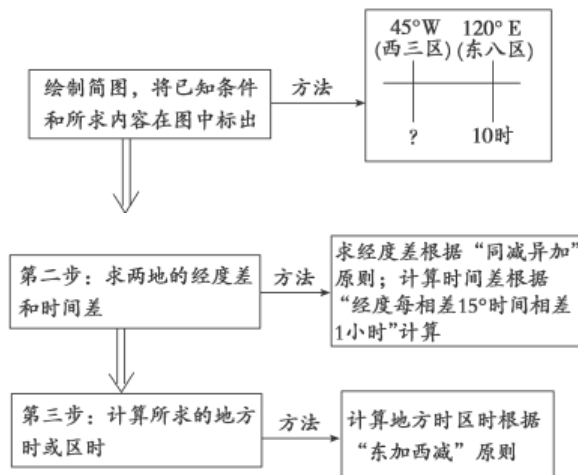 45°W 120°E
(西三区)(东八区)
绘制简图，将已知条件
和所求内容在图中标出
方法
? 10时
第二步：求两地的经度差
和时间差
方法
求经度差根据“同减异加”
原则；计算时间差根据
“经度每相差15°时间相差
1小时”计算
第三步：计算所求的地方
时或区时
方法
计算地方时区时根据
“东加西减”原则